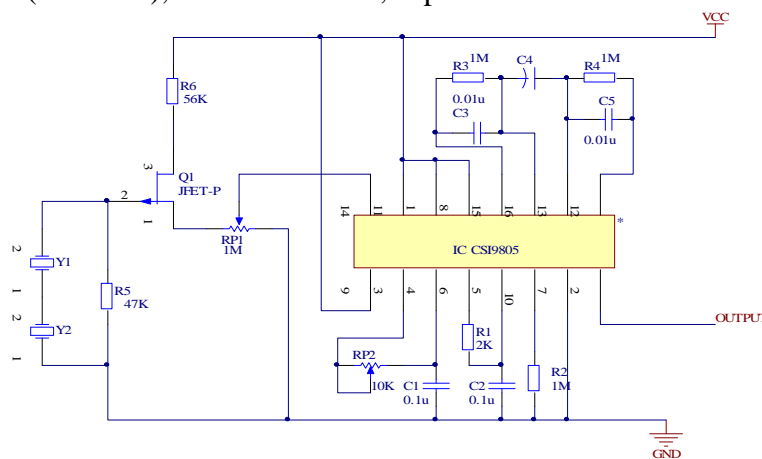 VCC
R3 1M
C4
R4 1M
R6
56K
0.01u
C3
C5
0.01u
3
Q1
JFET-P
2
1
RP1
1M
14
11
1
8
15
16
13
12
*
IC CSI9805
2
Y1
1
2
Y2
1
R5
47K
9
3
4
6
5
10
7
2
OUTPU
R1
2K
RP2
10K
C1
0.1u
C2
0.1u
R2
1M
GND